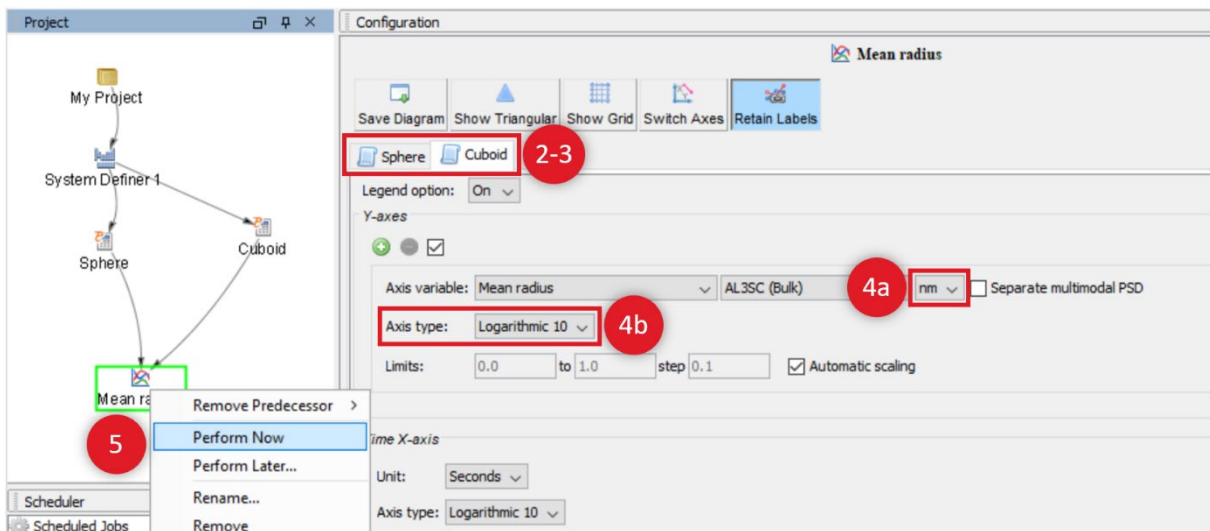 Project
My Project
System Definer 1
Sphere
Cuboid
Mean ra
5
Remove Predecessor >
Perform Now
Perform Later...
Rename...
Remove
Scheduler
Scheduled Jobs
Configuration
Mean radius
Save Diagram Show Triangular Show Grid Switch Axes Retain Labels
Sphere Cuboid 2-3
Legend option: On
Y-axes
Axis variable: Mean radius AL3SC (Bulk) 4a nm Separate multimodal PSD
Axis type: Logarithmic 10 4b
Limits: 0.0 to 1.0 step 0.1 Automatic scaling
Time X-axis
Unit: Seconds
Axis type: Logarithmic 10